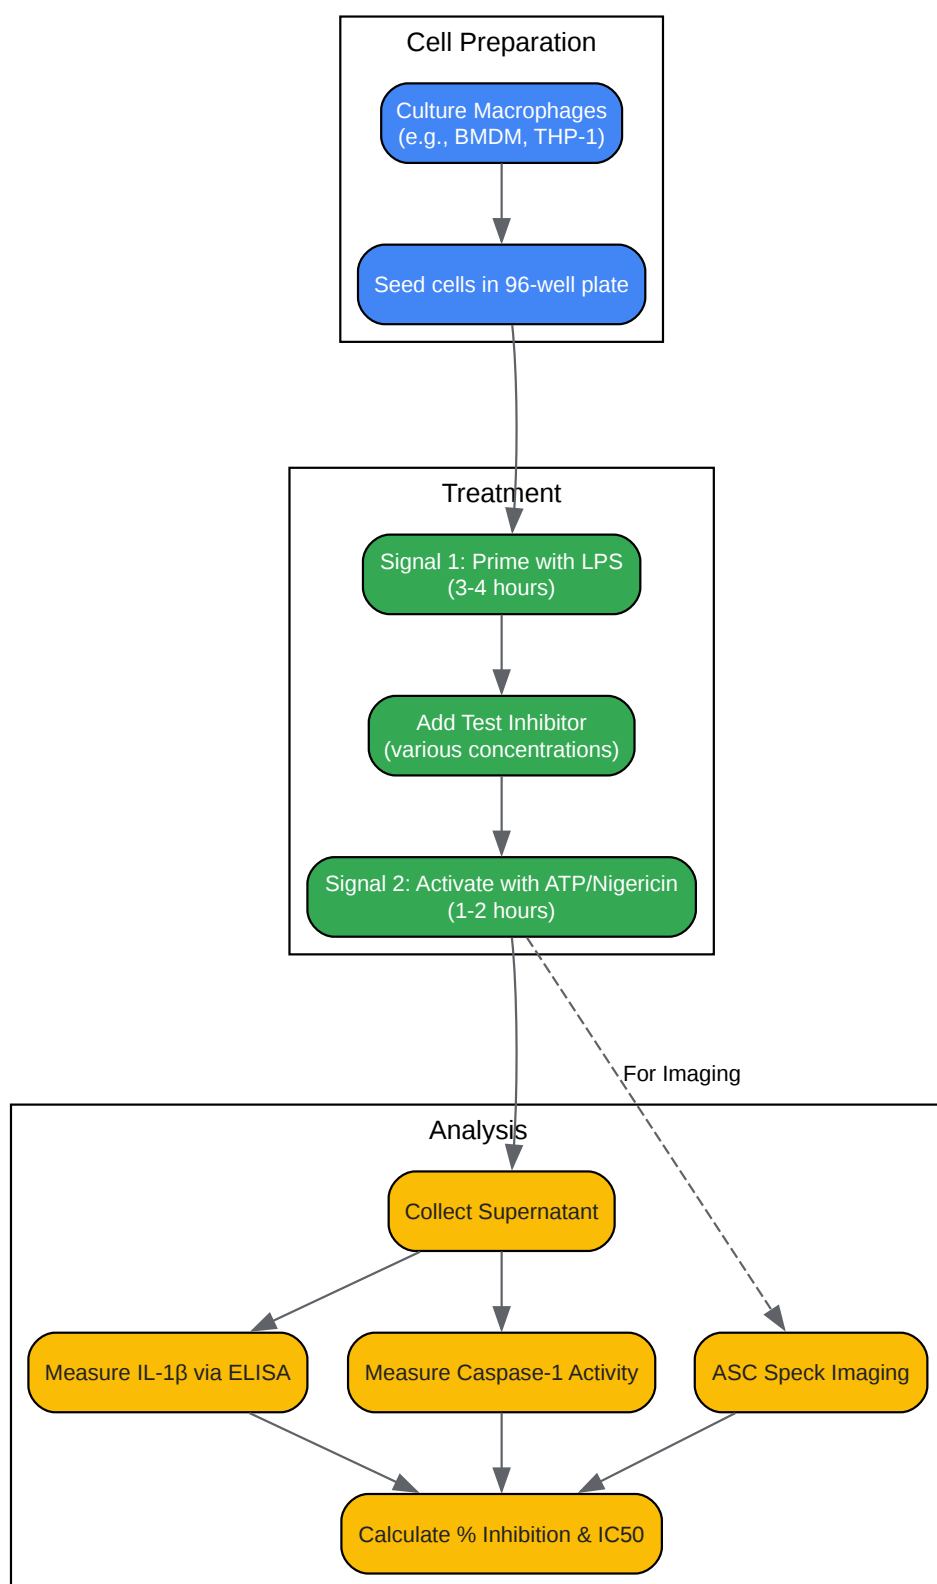 Cell Preparation
Culture Macrophages
(e.g., BMDM, THP-1)
Seed cells in 96-well plate
Treatment
Signal 1: Prime with LPS
(3-4 hours)
Add Test Inhibitor
(various concentrations)
Signal 2: Activate with ATP/Nigericin
(1-2 hours)
For Imaging
Analysis
Collect Supernatant
Measure IL-1β via ELISA
Measure Caspase-1 Activity
ASC Speck Imaging
Calculate % Inhibition & IC50